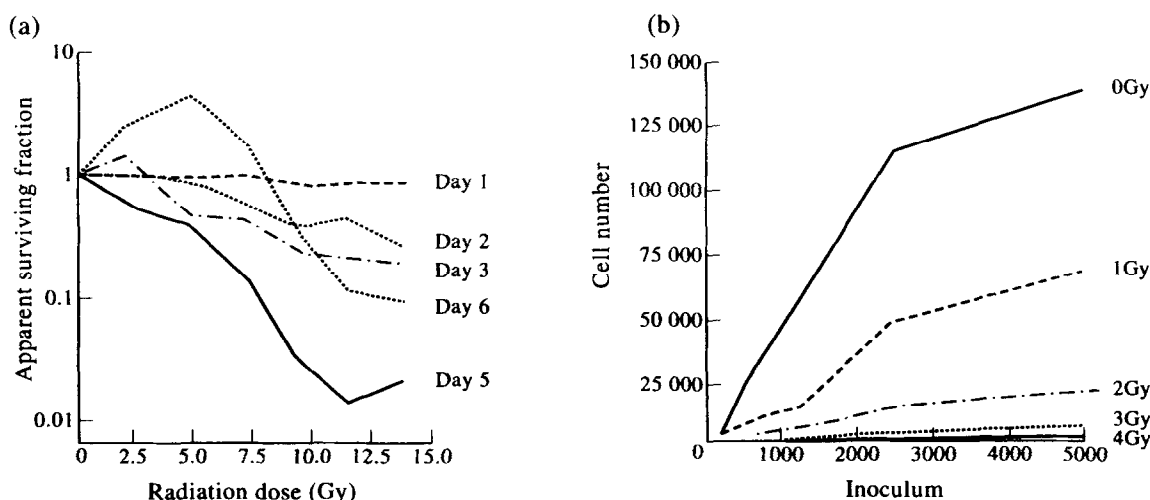 (a)
10
1
0.1
0.01
Apparent surviving fraction
Day 1
Day 2
Day 3
Day 6
Day 5
0.0 2.5 5.0 7.5 10.0 12.5 15.0
Radiation dose (Gy)
(b)
150 000
125 000
100 000
75 000
50 000
25 000
0
Cell number
0Gy
1Gy
2Gy
3Gy
4Gy
1000 2000 3000 4000 5000
Inoculum